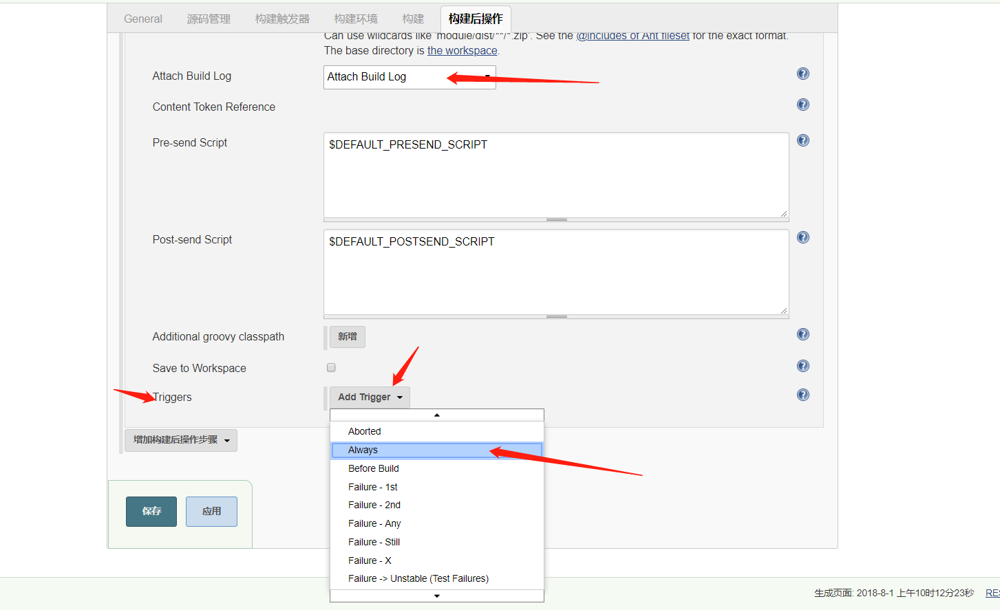 General 源码管理 构建触发器 构建环境 构建 构建后操作
Can use wildcards like 'module/dist/**/*.zip'. See the @includes of Ant fileset for the exact format.
The base directory is the workspace.
Attach Build Log Attach Build Log
Content Token Reference
Pre-send Script $DEFAULT_PRESEND_SCRIPT
Post-send Script $DEFAULT_POSTSEND_SCRIPT
Additional groovy classpath 新增
Save to Workspace
Triggers Add Trigger
Aborted
增加构建后操作步骤
Always
Before Build
Failure - 1st
Failure - 2nd
保存 应用
Failure - Any
Failure - Still
Failure - X
Failure -> Unstable (Test Failures)
生成页面: 2018-8-1 上午10时12分23秒 RES